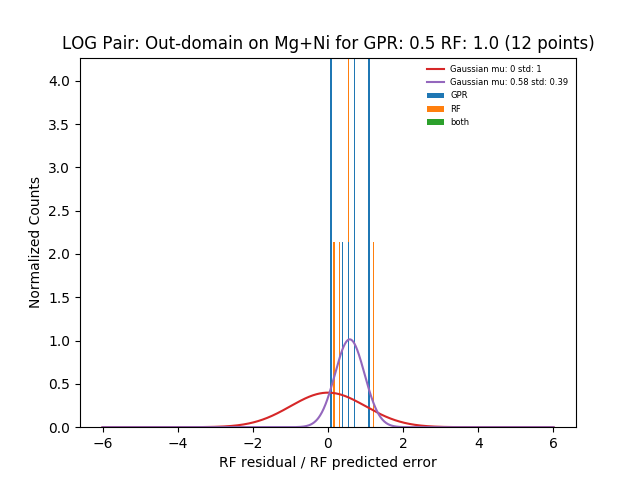 LOG Pair: Out-domain on Mg+Ni for GPR: 0.5 RF: 1.0 (12 points)
Gaussian mu: 0 std: 1
Gaussian mu: 0.58 std: 0.39
GPR
RF
both
Normalized Counts
4.0
3.5
3.0
2.5
2.0
1.5
1.0
0.5
0.0
−6
−4
−2
0
2
4
6
RF residual / RF predicted error